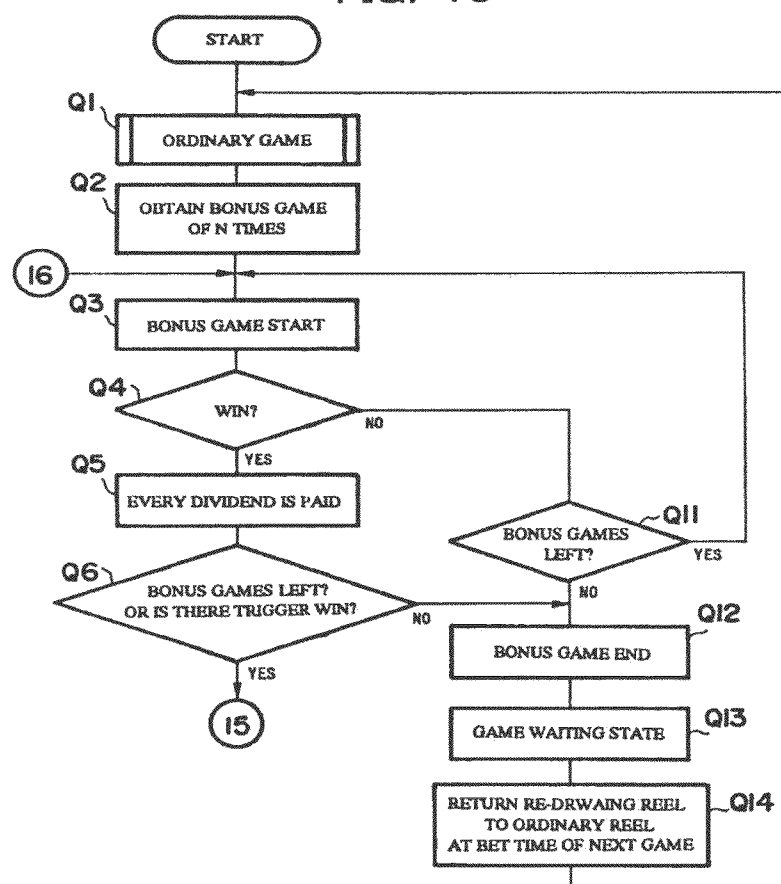 START
Q1
ORDINARY GAME
Q2
OBTAIN BONUS GAME
OF N TIMES
16
Q3
BONUS GAME START
Q4
WIN?
NO
YES
Q5
EVERY DIVIDEND IS PAID
Q11
BONUS GAMES
LEFT?
YES
NO
Q6
BONUS GAMES LEFT?
OR IS THERE TRIGGER WIN?
NO
YES
15
Q12
BONUS GAME END
Q13
GAME WAITING STATE
Q14
RETURN RE-DRWAING REEL
TO ORDINARY REEL
AT BET TIME OF NEXT GAME